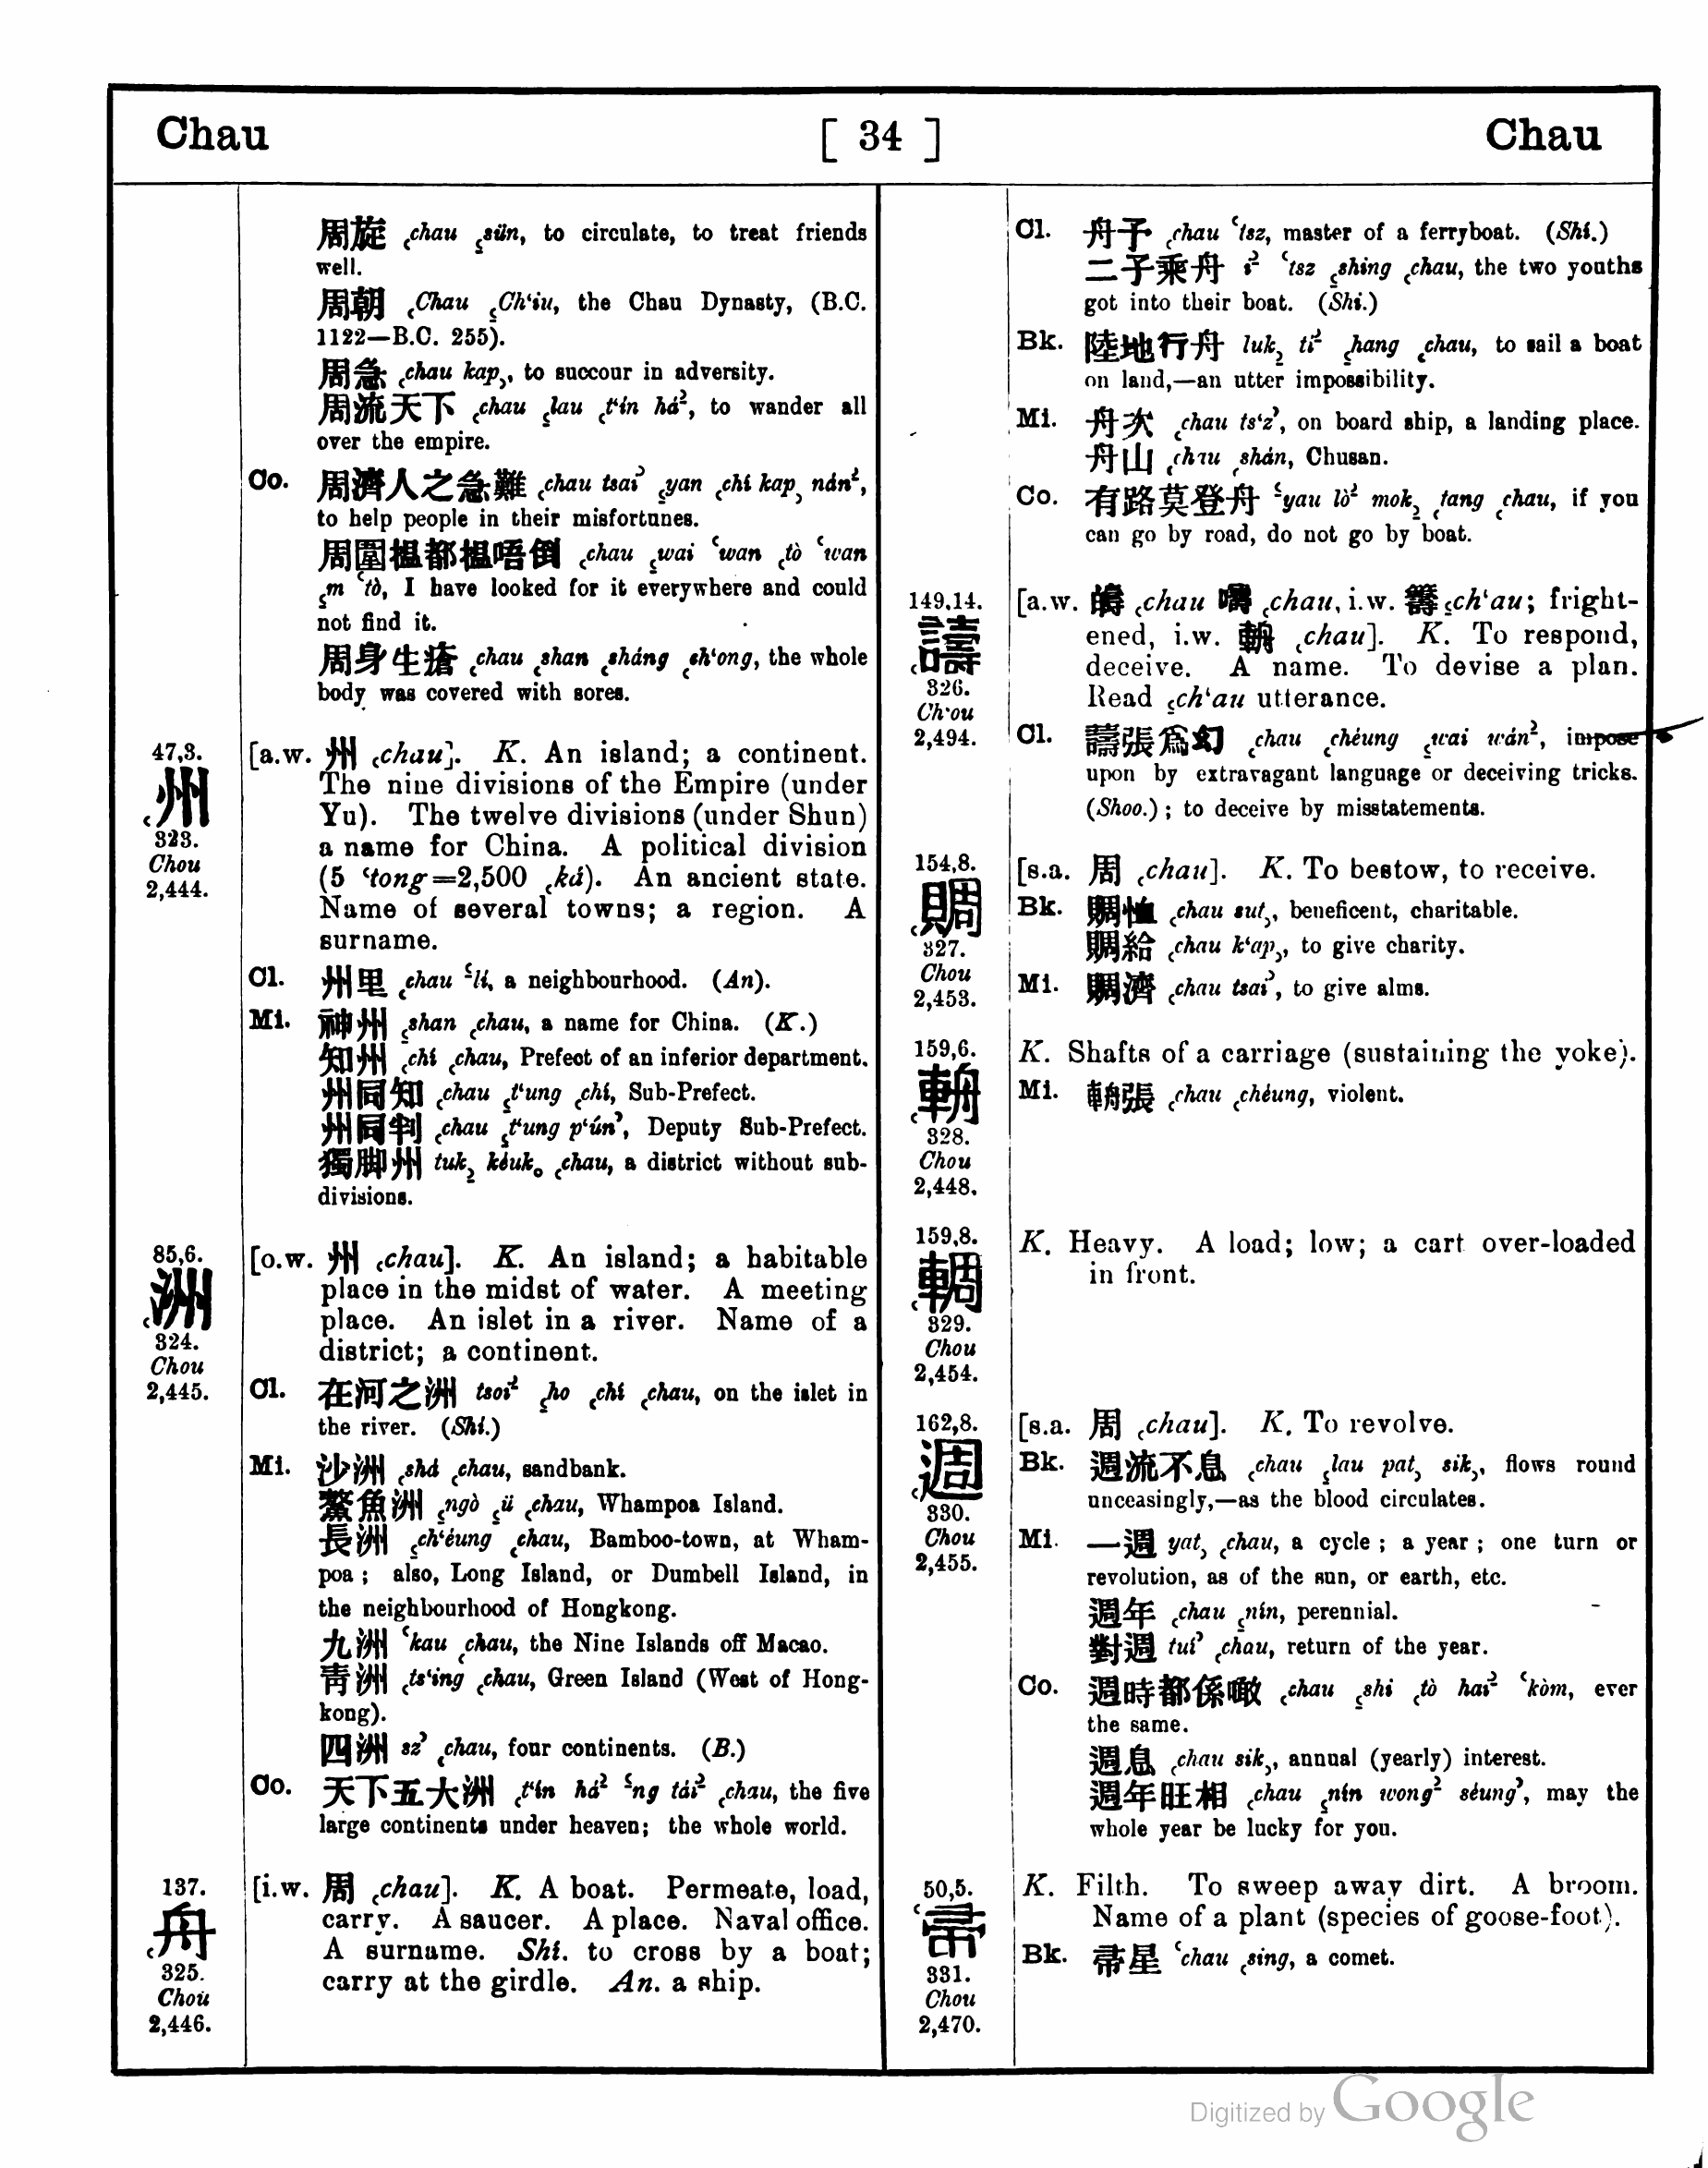 Chau [ 34 ] Chau
周旋 ꜀chau ꜁sün, to circulate, to treat friends
well.
周朝 ꜀Chau ꜁Ch‘iu, the Chau Dynasty, (B.C.
1122—B.C. 255).
周急 ꜀chau kap꜆, to succour in adversity.
周流天下 ꜀chau ꜁lau ꜀t‘in há², to wander all
over the empire.
Co. 周濟人之急難 ꜀chau tsai꜄ ꜁yan ꜀chi kap꜆ nán²,
to help people in their misfortunes.
周圍揾都揾唔倒 ꜀chau ꜁wai ꜂wan ꜀tò ꜂wan
꜁m ꜂tò, I have looked for it everywhere and could
not find it.
周身生瘡 ꜀chau ꜀shan ꜀sháng ꜀ch‘ong, the whole
body was covered with sores.
47,3.
꜀州
323.
Chou
2,444.
[a.w. 州 ꜀chau]. K. An island; a continent.
The nine divisions of the Empire (under
Yu). The twelve divisions (under Shun)
a name for China. A political division
(5 ꜂tong=2,500 ꜀ká). An ancient state.
Name of several towns; a region. A
surname.
Cl. 州里 ꜀chau ꜃li, a neighbourhood. (An).
Mi. 神州 ꜁shan ꜀chau, a name for China. (K.)
知州 ꜀chi ꜀chau, Prefect of an inferior department.
州同知 ꜀chau ꜁t‘ung ꜀chi, Sub-Prefect.
州同判 ꜀chau ꜁t‘ung p‘ún꜄, Deputy Sub-Prefect.
獨脚州 tuk꜇ kéuk꜀ ꜀chau, a district without sub-
divisions.
85,6.
꜀洲
324.
Chou
2,445.
[o.w. 州 ꜀chau]. K. An island; a habitable
place in the midst of water. A meeting
place. An islet in a river. Name of a
district; a continent.
Cl. 在河之洲 tsoi² ꜁ho ꜀chi ꜀chau, on the islet in
the river. (Shi.)
Mi. 沙洲 ꜀shá ꜀chau, sandbank.
鰲魚洲 ꜁ngò ꜁ü ꜀chau, Whampoa Island.
長洲 ꜁ch‘éung ꜀chau, Bamboo-town, at Wham-
poa; also, Long Island, or Dumbell Island, in
the neighbourhood of Hongkong.
九洲 ꜂kau ꜀chau, the Nine Islands off Macao.
青洲 ꜀ts‘ing ꜀chau, Green Island (West of Hong-
kong).
四洲 sz꜄ ꜀chau, four continents. (B.)
Co. 天下五大洲 ꜀t‘in há² ꜃ng tái² ꜀chau, the five
large continents under heaven; the whole world.
137.
꜀舟
325.
Chou
2,446.
[i.w. 周 ꜀chau]. K. A boat. Permeate, load,
carry. A saucer. A place. Naval office.
A surname. Shi. to cross by a boat;
carry at the girdle. An. a ship.
Cl. 舟子 ꜀chau ꜂tsz, master of a ferryboat. (Shi.)
二子乘舟 i² ꜂tsz ꜁shing ꜀chau, the two youths
got into their boat. (Shi.)
Bk. 陸地行舟 luk꜇ ti² ꜁hang ꜀chau, to sail a boat
on land,—an utter impossibility.
Mi. 舟次 ꜀chau ts‘z꜄, on board ship, a landing place.
舟山 ꜀chau ꜀shán, Chusan.
Co. 有路莫登舟 ꜃yau lò² mok꜇ ꜀tang ꜀chau, if you
can go by road, do not go by boat.
149,14.
꜀譸
326.
Ch‘ou
2,494.
[a.w. ꜀chau 嚋 ꜀chau, i.w. 籌 ꜁ch‘au; fright-
ened, i.w. 輈 ꜀chau]. K. To respond,
deceive. A name. To devise a plan.
Read ꜁ch‘au utterance.
Cl. 譸張爲幻 ꜀chau ꜀chéung ꜁wai wán², impose
upon by extravagant language or deceiving tricks.
(Shoo.); to deceive by misstatements.
154,8.
꜀賙
327.
Chou
2,453.
[s.a. 周 ꜀chau]. K. To bestow, to receive.
Bk. 賙恤 ꜀chau sut꜆, beneficent, charitable.
賙給 ꜀chau k‘ap꜆, to give charity.
Mi. 賙濟 ꜀chau tsai꜄, to give alms.
159,6.
꜀輈
328.
Chou
2,448.
K. Shafts of a carriage (sustaining the yoke).
Mi. 輈張 ꜀chau ꜀chéung, violent.
159,8.
꜀輖
329.
Chou
2,454.
K. Heavy. A load; low; a cart over-loaded
in front.
162,8.
꜀週
330.
Chou
2,455.
[s.a. 周 ꜀chau]. K. To revolve.
Bk. 週流不息 ꜀chau ꜁lau pat꜆ sik꜆, flows round
unceasingly,—as the blood circulates.
Mi. 一週 yat꜆ ꜀chau, a cycle; a year; one turn or
revolution, as of the sun, or earth, etc.
週年 ꜀chau ꜁nín, perennial.
對週 tui꜄ ꜀chau, return of the year.
Co. 週時都係噉 ꜀chau ꜁shi ꜀tò hai² ꜂kòm, ever
the same.
週息 ꜀chau sik꜆, annual (yearly) interest.
週年旺相 ꜀chau ꜁nín wong² séung꜄, may the
whole year be lucky for you.
50,5.
꜂帚
331.
Chou
2,470.
K. Filth. To sweep away dirt. A broom.
Name of a plant (species of goose-foot).
Bk. 帚星 ꜂chau ꜀sing, a comet.
Digitized by Google